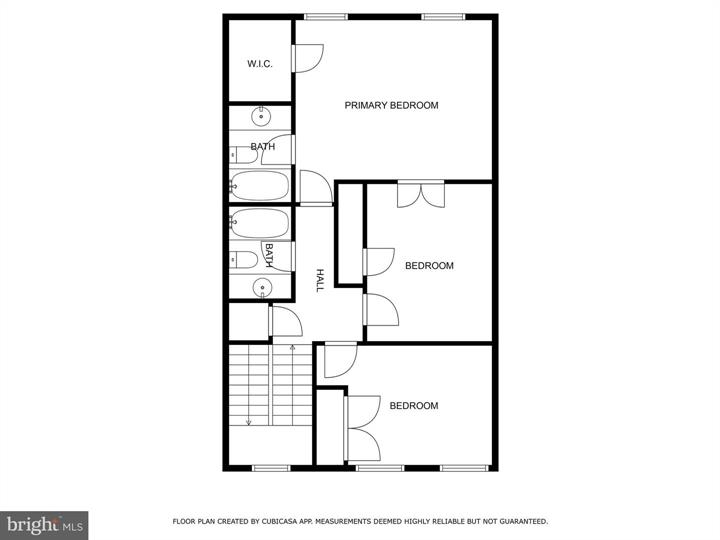 W.I.C.
PRIMARY BEDROOM
BATH
BATH
HALL
BEDROOM
BEDROOM
FLOOR PLAN CREATED BY CUBICASA APP. MEASUREMENTS DEEMED HIGHLY RELIABLE BUT NOT GUARANTEED.
bright MLS